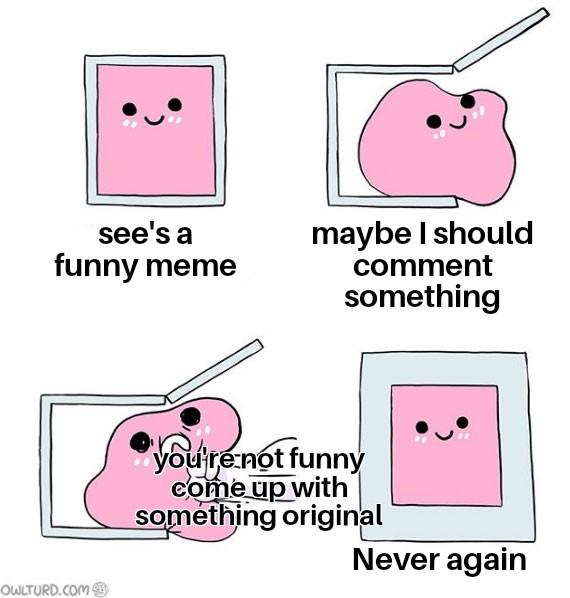 see's a
funny meme
maybe I should
comment
something
you're not funny
come up with
something original
Never again
OWLTURD.COM